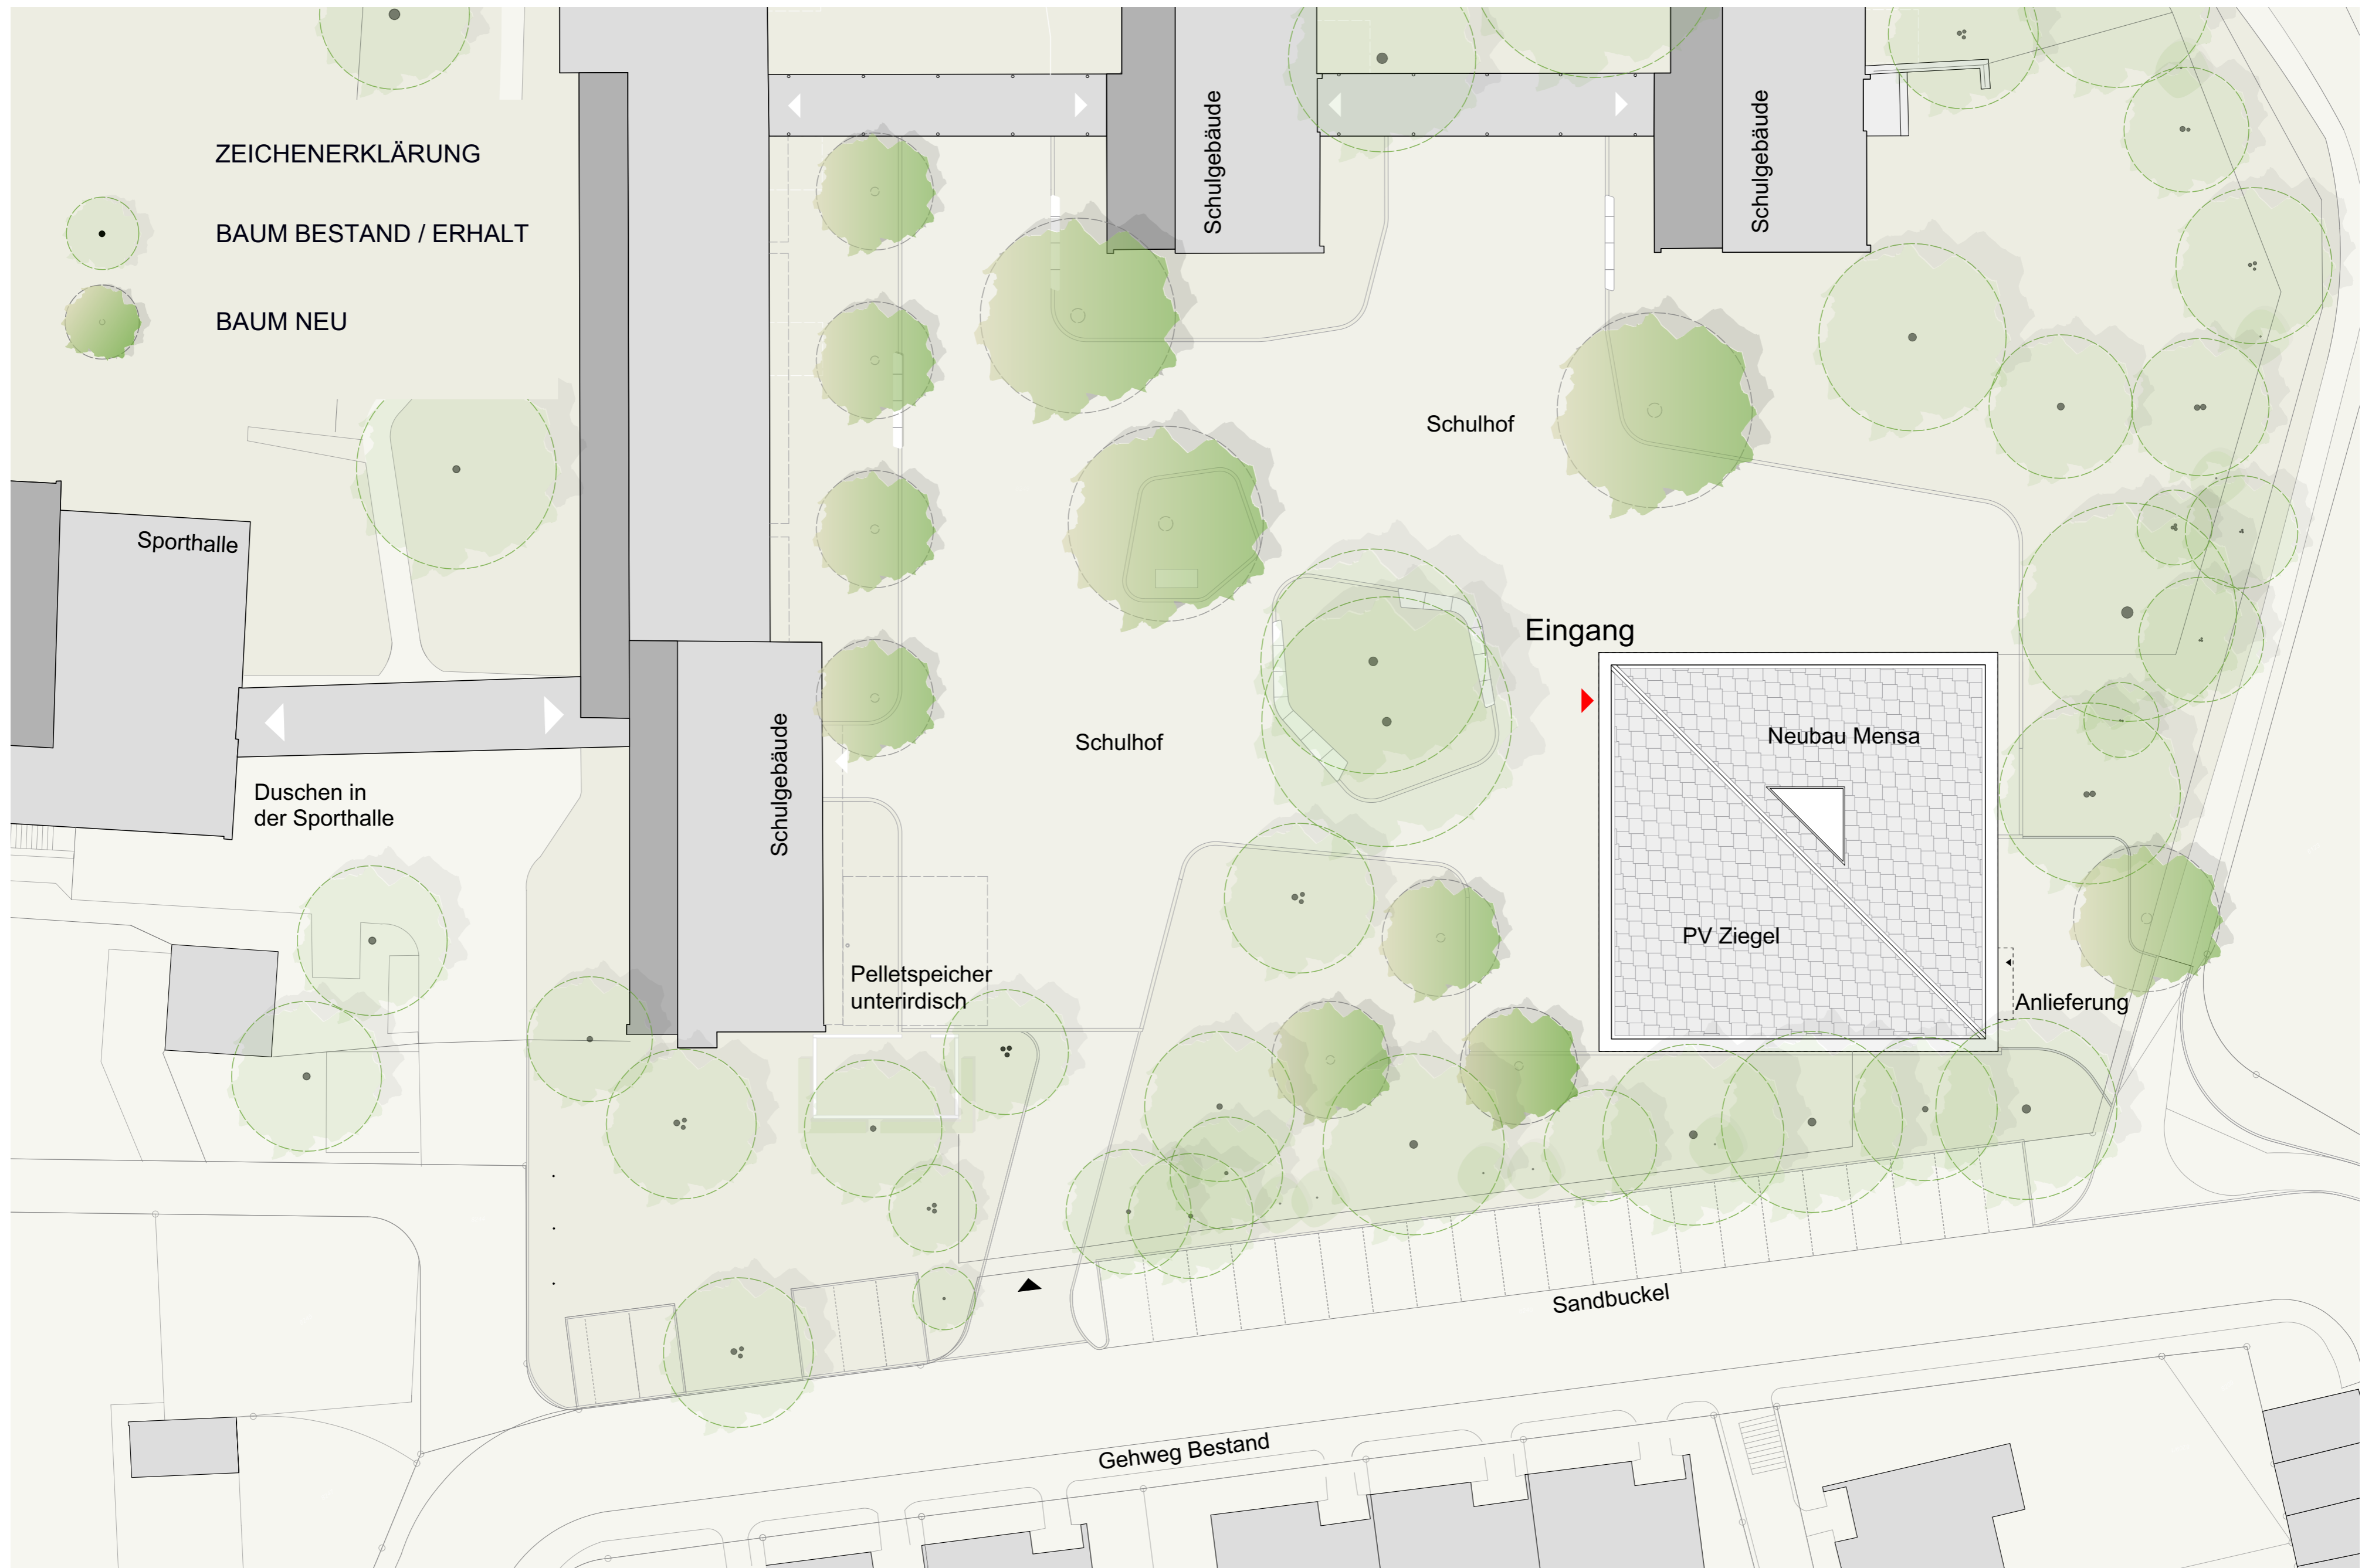 ZEICHENERKLÄRUNG
BAUM BESTAND / ERHALT
BAUM NEU
Schulgebäude
Schulgebäude
Schulhof
Sporthalle
Eingang
Neubau Mensa
Schulhof
Schulgebäude
Duschen in
der Sporthalle
PV Ziegel
Pelletspeicher
unterirdisch
Anlieferung
Sandbuckel
Gehweg Bestand